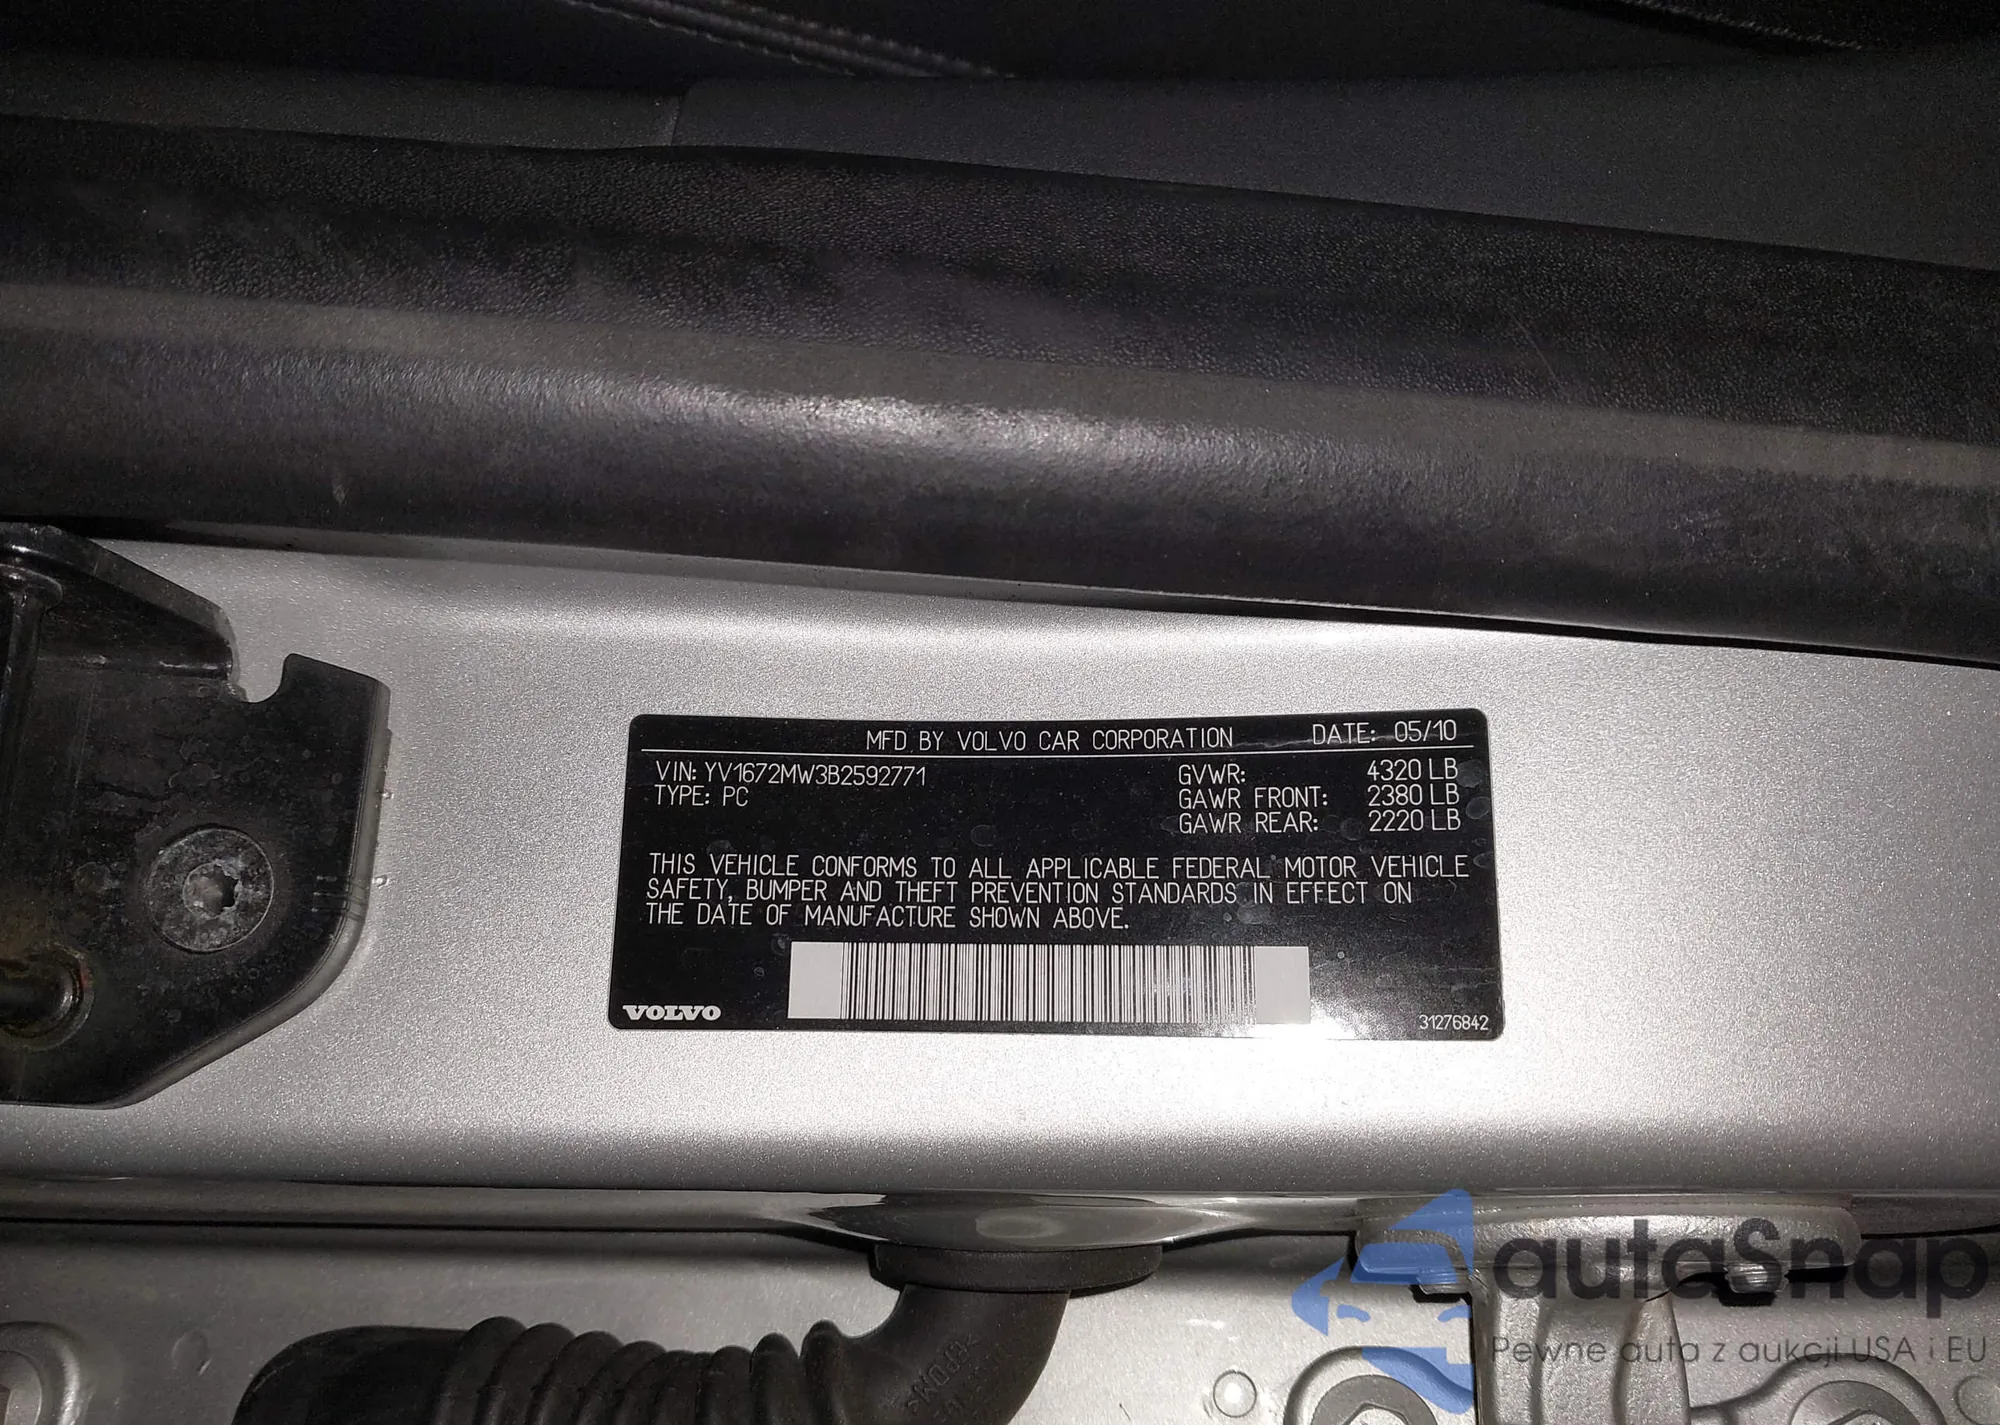 MFD BY VOLVO CAR CORPORATION DATE: 05/10
VIN: YV1672MW3B2592771 GVWR: 4320 LB
TYPE: PC GAWR FRONT: 2380 LB
GAWR REAR: 2220 LB
THIS VEHICLE CONFORMS TO ALL APPLICABLE FEDERAL MOTOR VEHICLE
SAFETY, BUMPER AND THEFT PREVENTION STANDARDS IN EFFECT ON
THE DATE OF MANUFACTURE SHOWN ABOVE.
VOLVO 31276842
autaSnap
Pewne auta z aukcji USA i EU